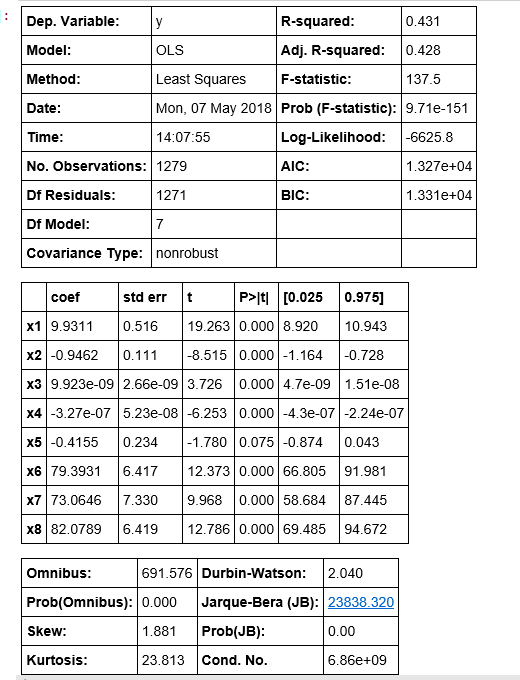 :
Dep. Variable: y R-squared: 0.431
Model: OLS Adj. R-squared: 0.428
Method: Least Squares F-statistic: 137.5
Date: Mon, 07 May 2018 Prob (F-statistic): 9.71e-151
Time: 14:07:55 Log-Likelihood: -6625.8
No. Observations: 1279 AIC: 1.327e+04
Df Residuals: 1271 BIC: 1.331e+04
Df Model: 7
Covariance Type: nonrobust
coef std err t P>|t| [0.025 0.975]
x1 9.9311 0.516 19.263 0.000 8.920 10.943
x2 -0.9462 0.111 -8.515 0.000 -1.164 -0.728
x3 9.923e-09 2.66e-09 3.726 0.000 4.7e-09 1.51e-08
x4 -3.27e-07 5.23e-08 -6.253 0.000 -4.3e-07 -2.24e-07
x5 -0.4155 0.234 -1.780 0.075 -0.874 0.043
x6 79.3931 6.417 12.373 0.000 66.805 91.981
x7 73.0646 7.330 9.968 0.000 58.684 87.445
x8 82.0789 6.419 12.786 0.000 69.485 94.672
Omnibus: 691.576 Durbin-Watson: 2.040
Prob(Omnibus): 0.000 Jarque-Bera (JB): 23838.320
Skew: 1.881 Prob(JB): 0.00
Kurtosis: 23.813 Cond. No. 6.86e+09